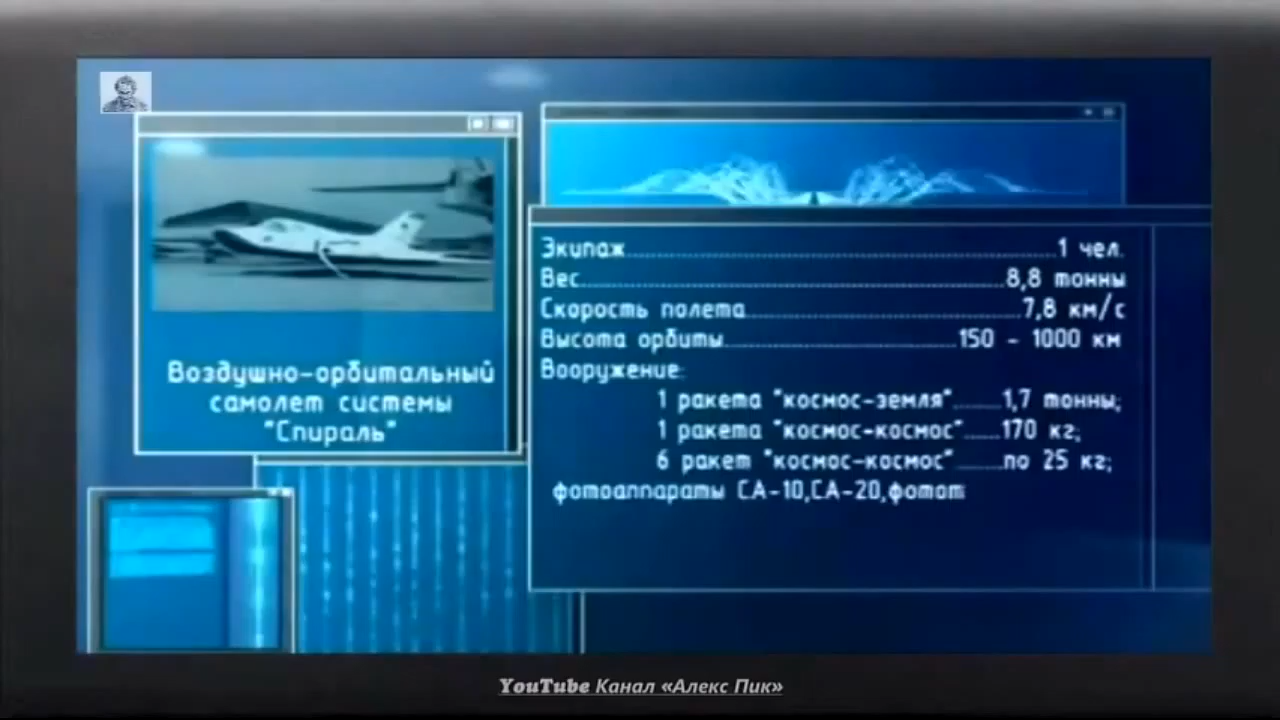 Воздушно-орбитальный
самолет системы
"Спираль"
Экипаж.....1 чел.
Вес.....8,8 тонны
Скорость полета.....7,8 км/с
Высота орбиты.....150 - 1000 км
Вооружение:
1 ракета "космос-земля".....1,7 тонны;
1 ракета "космос-космос".....170 кг;
6 ракет "космос-космос".....по 25 кг;
фотоаппараты СА-10,СА-20,фотот
YouTube Канал «Алекс Пик»